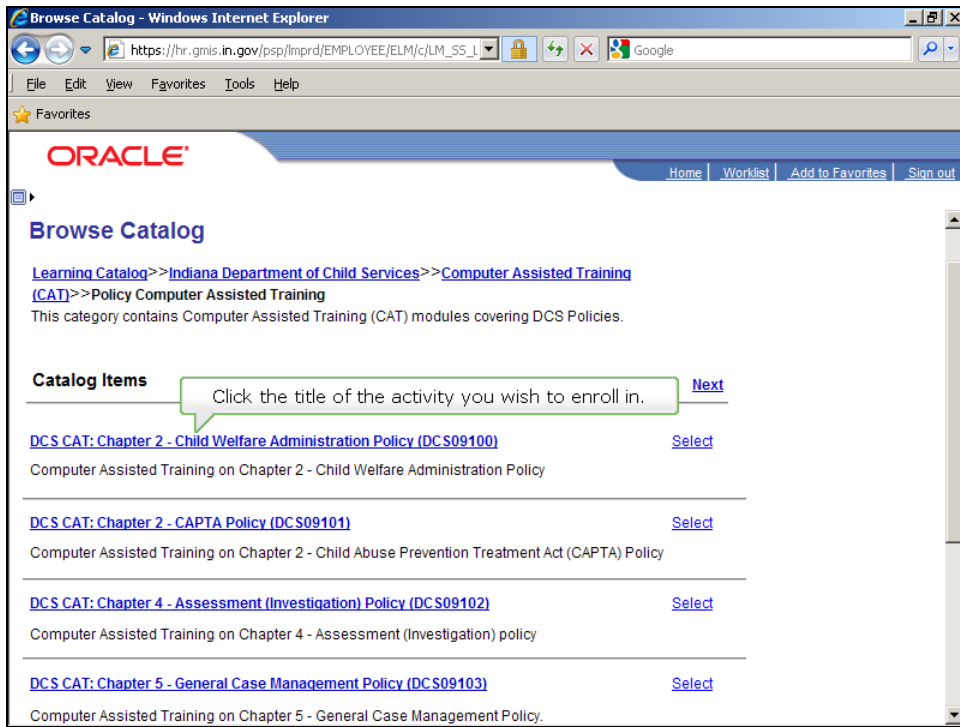 Browse Catalog - Windows Internet Explorer
https://hr.gmis.in.gov/psp/lmprd/EMPLOYEE/ELM/c/LM_SS_L
Google
File Edit View Favorites Tools Help
Favorites
ORACLE
Home Worklist Add to Favorites Sign out
Browse Catalog
Learning Catalog>>Indiana Department of Child Services>>Computer Assisted Training
(CAT)>>Policy Computer Assisted Training
This category contains Computer Assisted Training (CAT) modules covering DCS Policies.
Catalog Items
Next
Click the title of the activity you wish to enroll in.
DCS CAT: Chapter 2 - Child Welfare Administration Policy (DCS09100) Select
Computer Assisted Training on Chapter 2 - Child Welfare Administration Policy
DCS CAT: Chapter 2 - CAPTA Policy (DCS09101) Select
Computer Assisted Training on Chapter 2 - Child Abuse Prevention Treatment Act (CAPTA) Policy
DCS CAT: Chapter 4 - Assessment (Investigation) Policy (DCS09102) Select
Computer Assisted Training on Chapter 4 - Assessment (Investigation) policy
DCS CAT: Chapter 5 - General Case Management Policy (DCS09103) Select
Computer Assisted Training on Chapter 5 - General Case Management Policy.